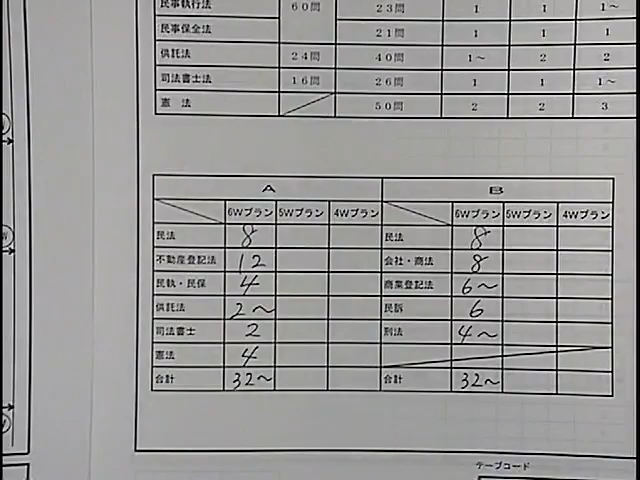 民事執行法 60問 23問 1 1 1〜
民事保全法 21問 1 1 1
供託法 24問 40問 1〜 2 2
司法書士法 16問 26問 1 1 1〜
憲　法 50問 2 2 3
A B
6Wプラン 5Wプラン 4Wプラン 6Wプラン 5Wプラン 4Wプラン
民法 8 民法 8
不動産登記法 12 会社・商法 8
民執・民保 4 商業登記法 6〜
供託法 2〜 民訴 6
司法書士 2 刑法 4〜
憲法 4
合計 32〜 合計 32〜
テープコード